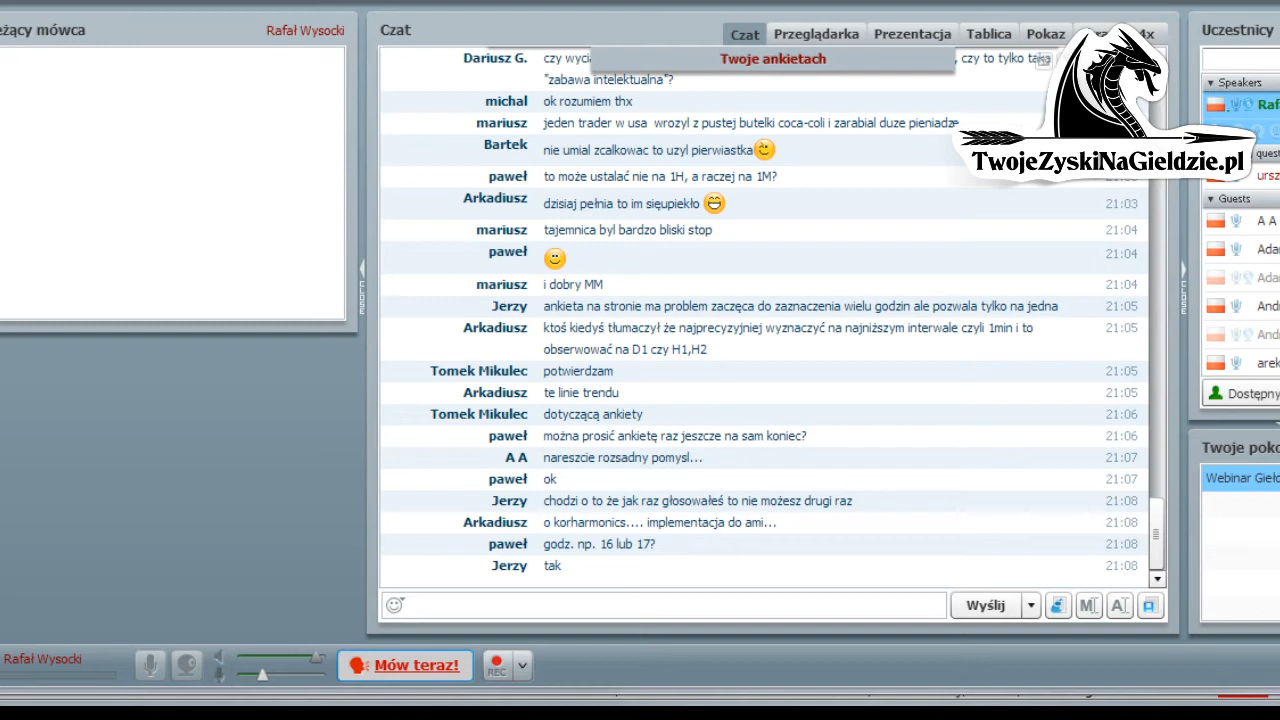 Rafał Wysocki
Czat
Czat Przeglądarka Prezentacja Tablica Pokaz 4x
Uczestnicy
Twoje ankietach
Dariusz G. czy czy to tylko taka
"zabawa intelektualna"?
michal ok rozumiem thx
mariusz jeden trader w usa wrozyl z pustej butelki coca-coli i zarabial duze pieniadze
Bartek nie umial zcalkowac to uzyl pierwiastka
paweł to może ustalać nie na 1H, a raczej na 1M?
Arkadiusz dzisiaj pełnia to im sięupiekło 21:03
mariusz tajemnica byl bardzo bliski stop 21:04
paweł 21:04
mariusz i dobry MM 21:04
Jerzy ankieta na stronie ma problem zaczęca do zaznaczenia wielu godzin ale pozwala tylko na jedna 21:05
Arkadiusz ktoś kiedyś tłumaczył że najprecyzyjniej wyznaczyć na najniższym interwale czyli 1min i to 21:05
obserwować na D1 czy H1,H2
Tomek Mikulec potwierdzam 21:05
Arkadiusz te linie trendu 21:05
Tomek Mikulec dotyczącą ankiety 21:06
paweł można prosić ankietę raz jeszcze na sam koniec? 21:06
A A nareszcie rozsadny pomysl... 21:07
paweł ok 21:07
Jerzy chodzi o to że jak raz głosowałeś to nie możesz drugi raz 21:08
Arkadiusz o korharmonics.... implementacja do ami... 21:08
paweł godz. np. 16 lub 17? 21:08
Jerzy tak 21:08
Wyślij
TwojeZyskiNaGieldzie.pl
Speakers
Raf
quest
ursz
Guests
A A
Ada
Ada
And
And
arek
Dostępny
Twoje poko
Webinar Giełd
Rafał Wysocki
Mów teraz!
REC